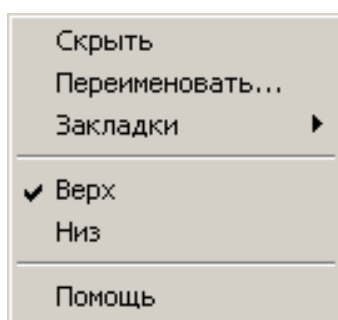 Скрыть
Переименовать...
Закладки
Верх
Низ
Помощь